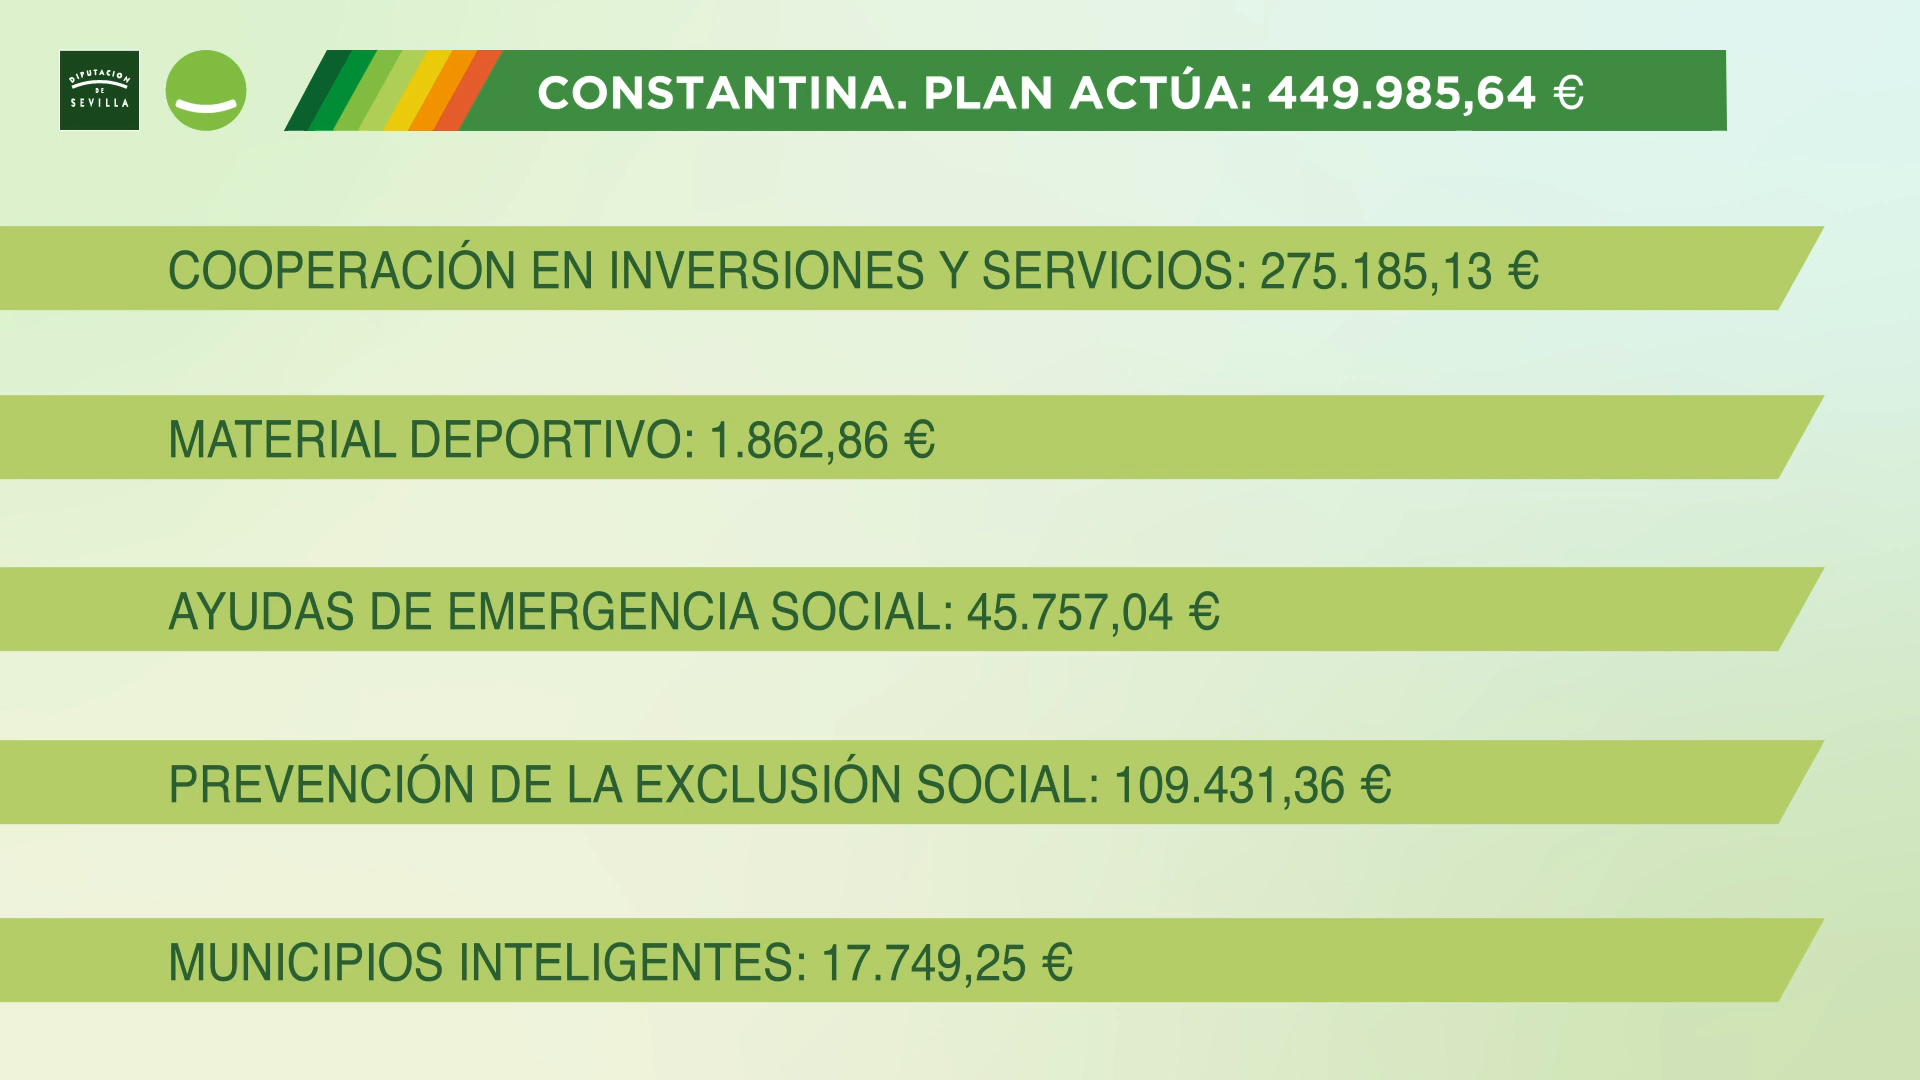 DIPUTACION
DE
SEVILLA
CONSTANTINA. PLAN ACTÚA: 449.985,64 €
COOPERACIÓN EN INVERSIONES Y SERVICIOS: 275.185,13 €
MATERIAL DEPORTIVO: 1.862,86 €
AYUDAS DE EMERGENCIA SOCIAL: 45.757,04 €
PREVENCIÓN DE LA EXCLUSIÓN SOCIAL: 109.431,36 €
MUNICIPIOS INTELIGENTES: 17.749,25 €